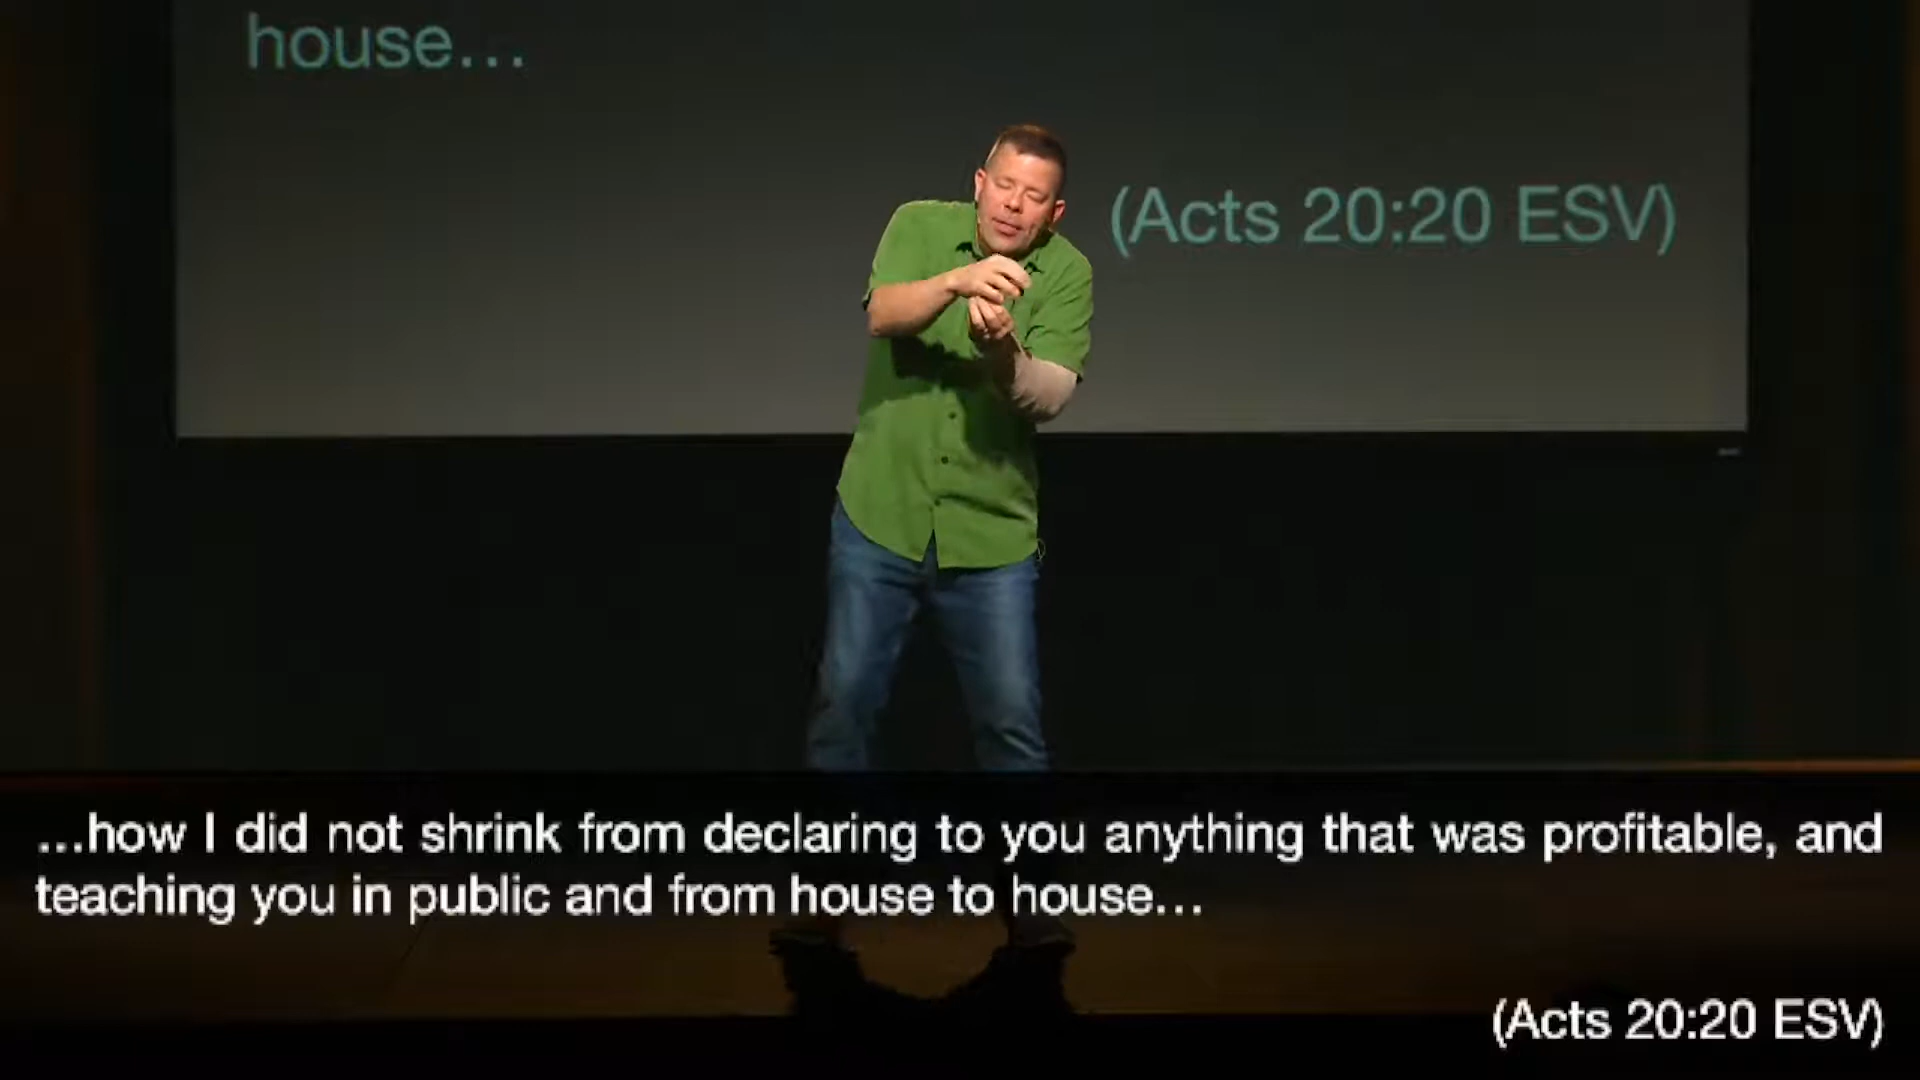 house...
(Acts 20:20 ESV)
...how I did not shrink from declaring to you anything that was profitable, and
teaching you in public and from house to house...
(Acts 20:20 ESV)